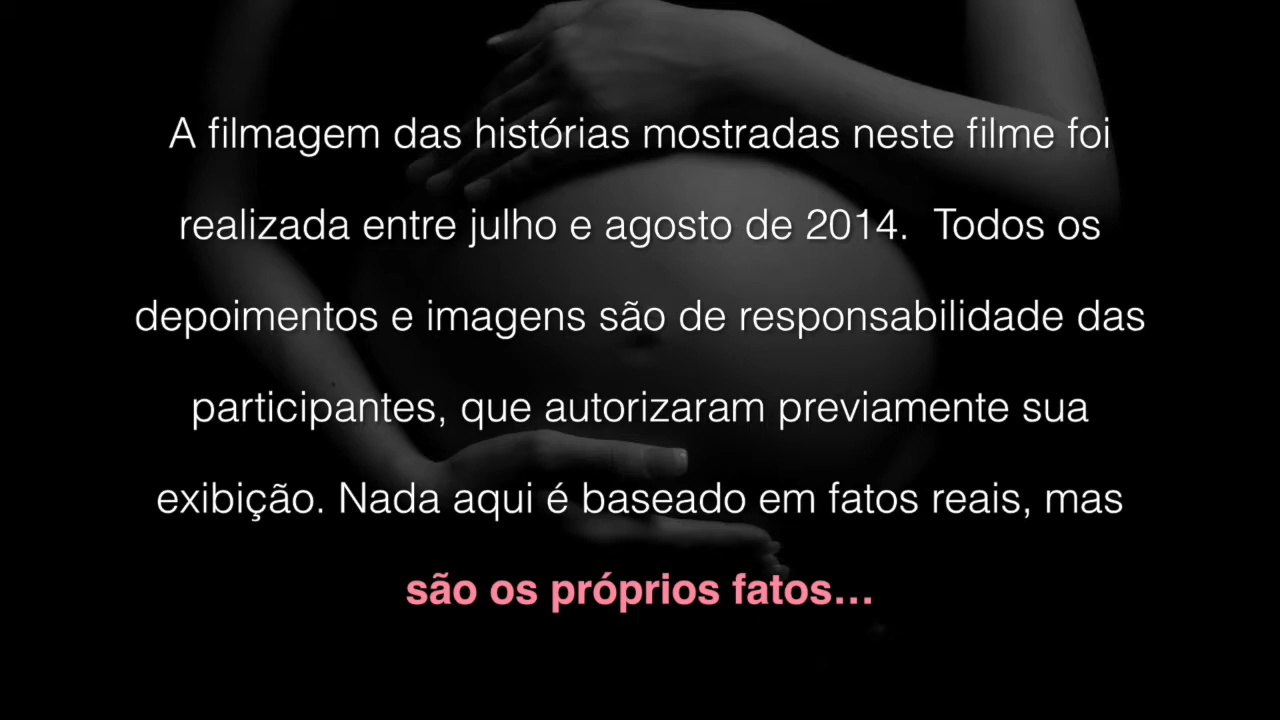 A filmagem das histórias mostradas neste filme foi
realizada entre julho e agosto de 2014.  Todos os
depoimentos e imagens são de responsabilidade das
participantes, que autorizaram previamente sua
exibição. Nada aqui é baseado em fatos reais, mas
são os próprios fatos...